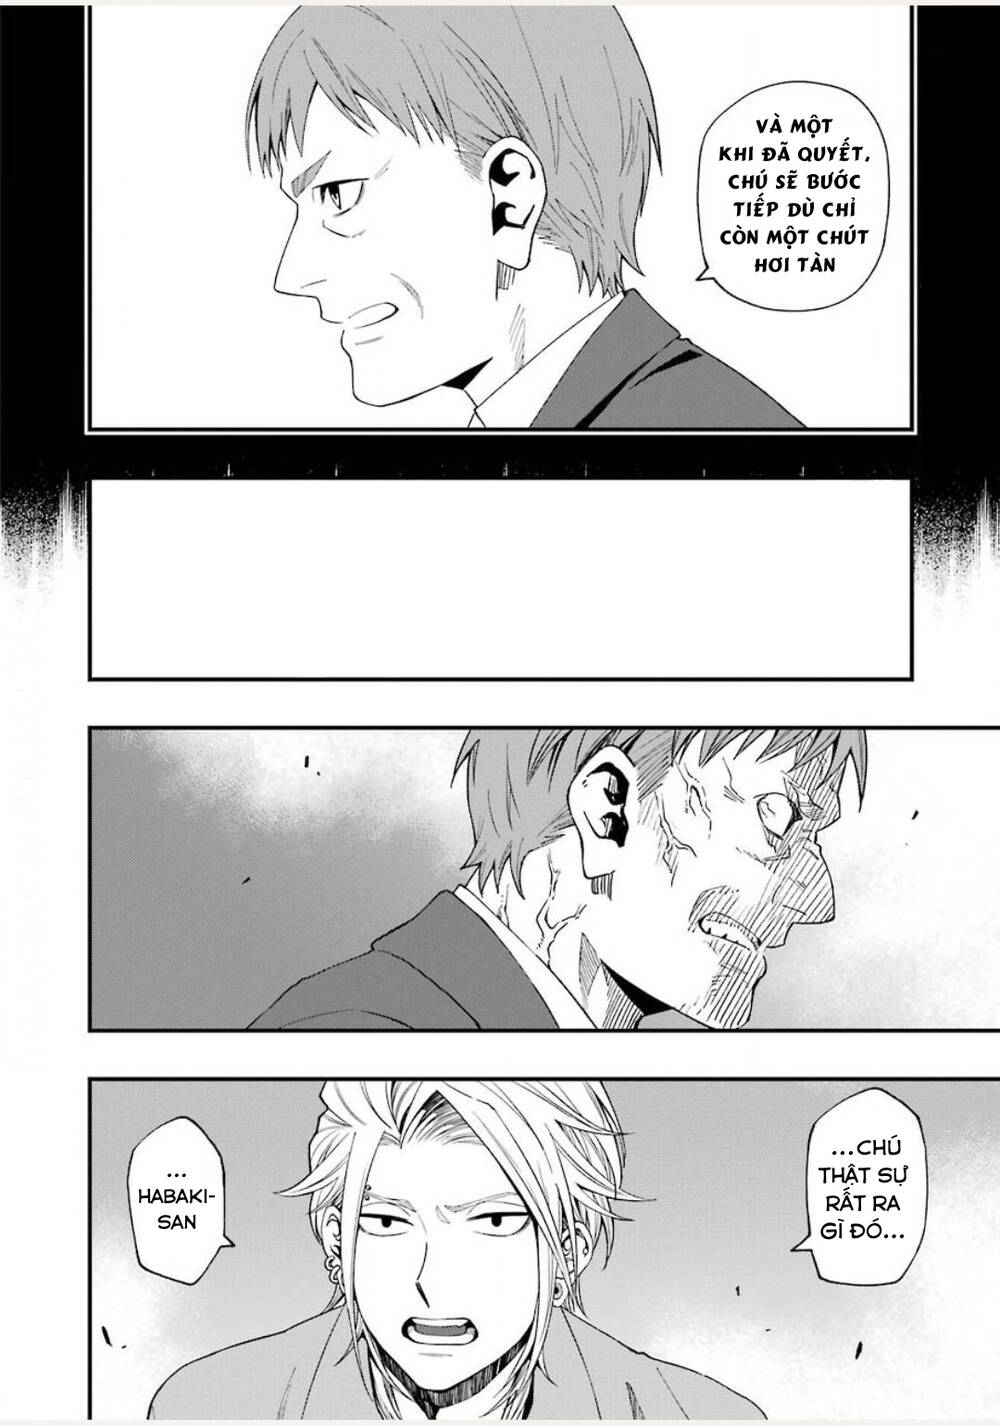 VÀ MỘT
KHI ĐÃ QUYẾT,
CHÚ SẼ BƯỚC
TIẾP DÙ CHỈ
CÒN MỘT CHÚT
HƠI TÀN
...CHÚ
THẬT SỰ
RẤT RA
GÌ ĐÓ...
...
HABAKI-
SAN